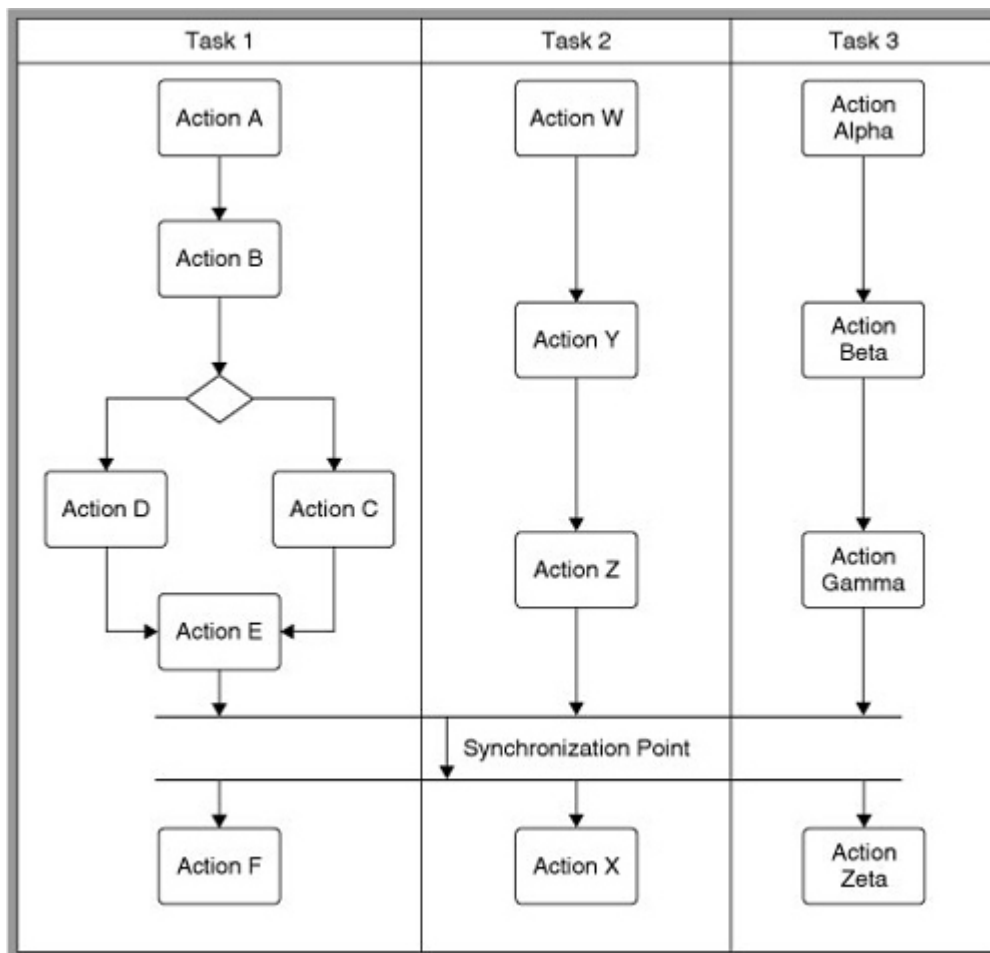 Task 1
Task 2
Task 3
Action A
Action W
Action
Alpha
Action B
Action Y
Action
Beta
Action D
Action C
Action Z
Action
Gamma
Action E
Synchronization Point
Action F
Action X
Action
Zeta